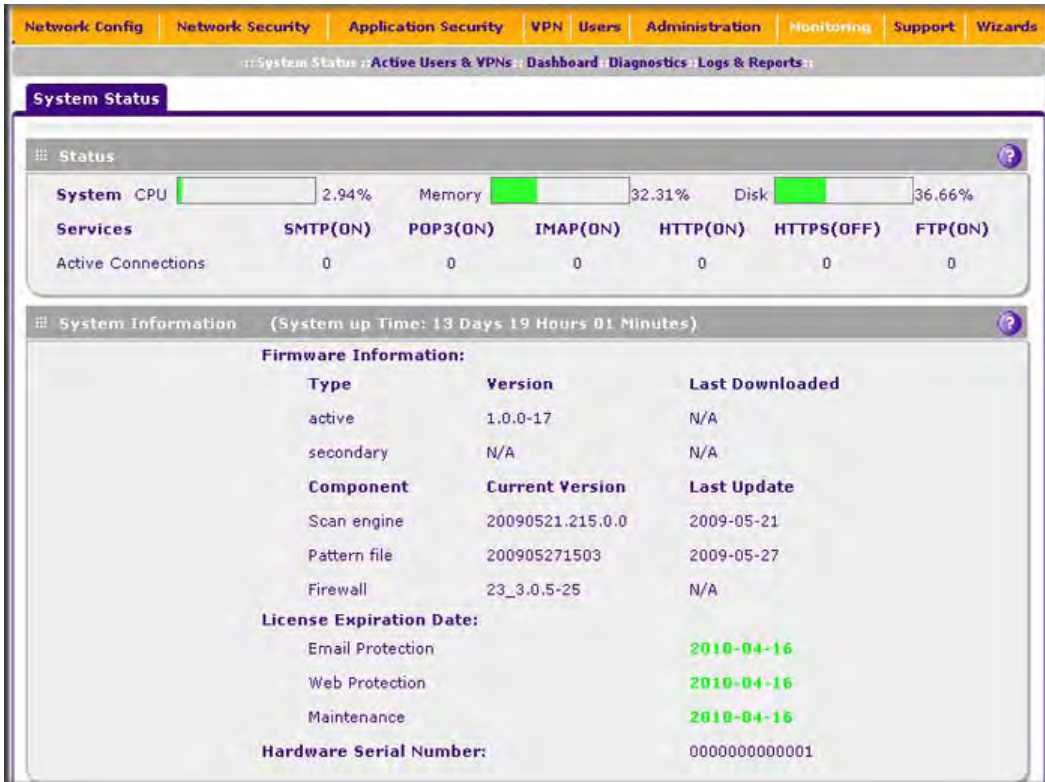 Network Config Network Security Application Security VPN Users Administration Monitoring Support Wizards
:: System Status :: Active Users & VPNs :: Dashboard :: Diagnostics :: Logs & Reports ::
System Status
Status ?
System CPU 2.94% Memory 32.31% Disk 36.66%
Services SMTP(ON) POP3(ON) IMAP(ON) HTTP(ON) HTTPS(OFF) FTP(ON)
Active Connections 0 0 0 0 0 0
System Information (System up Time: 13 Days 19 Hours 01 Minutes) ?
Firmware Information:
Type Version Last Downloaded
active 1.0.0-17 N/A
secondary N/A N/A
Component Current Version Last Update
Scan engine 20090521.215.0.0 2009-05-21
Pattern file 200905271503 2009-05-27
Firewall 23_3.0.5-25 N/A
License Expiration Date:
Email Protection 2010-04-16
Web Protection 2010-04-16
Maintenance 2010-04-16
Hardware Serial Number: 0000000000001